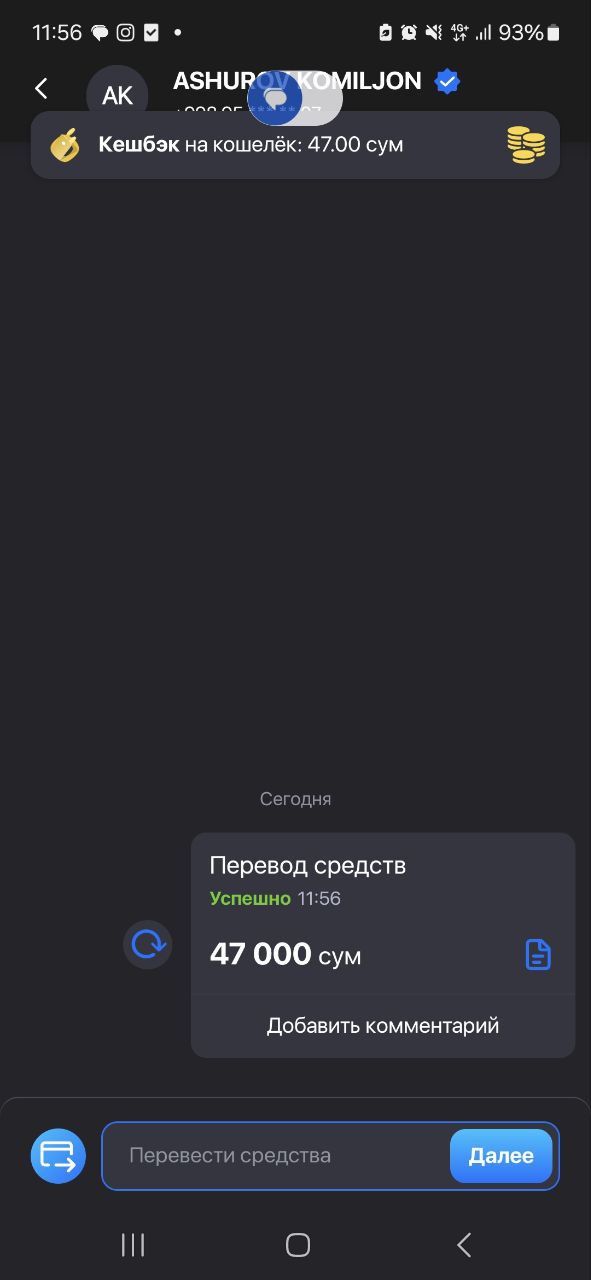 11:56
4G+
93%
AK
ASHUROV KOMILJON
Кешбэк на кошелёк: 47.00 сум
Сегодня
Перевод средств
Успешно 11:56
47 000 сум
Добавить комментарий
Перевести средства
Далее